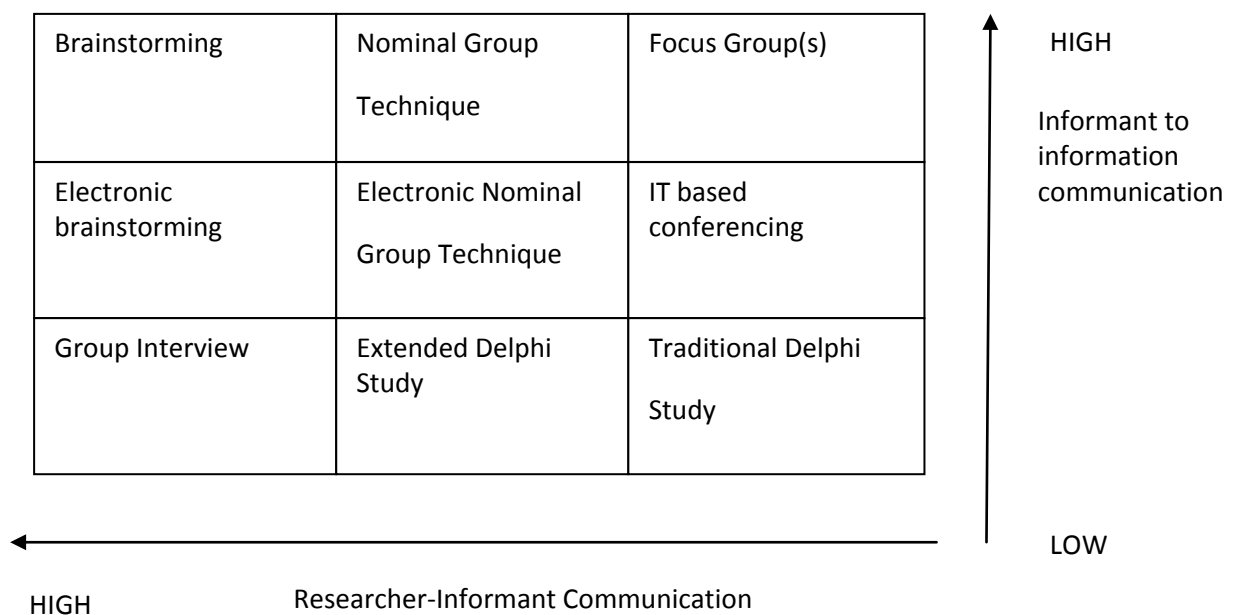 Brainstorming
Nominal Group
Technique
Focus Group(s)
HIGH
Informant to
information
communication
Electronic
brainstorming
Electronic Nominal
Group Technique
IT based
conferencing
Group Interview
Extended Delphi
Study
Traditional Delphi
Study
LOW
HIGH
Researcher-Informant Communication